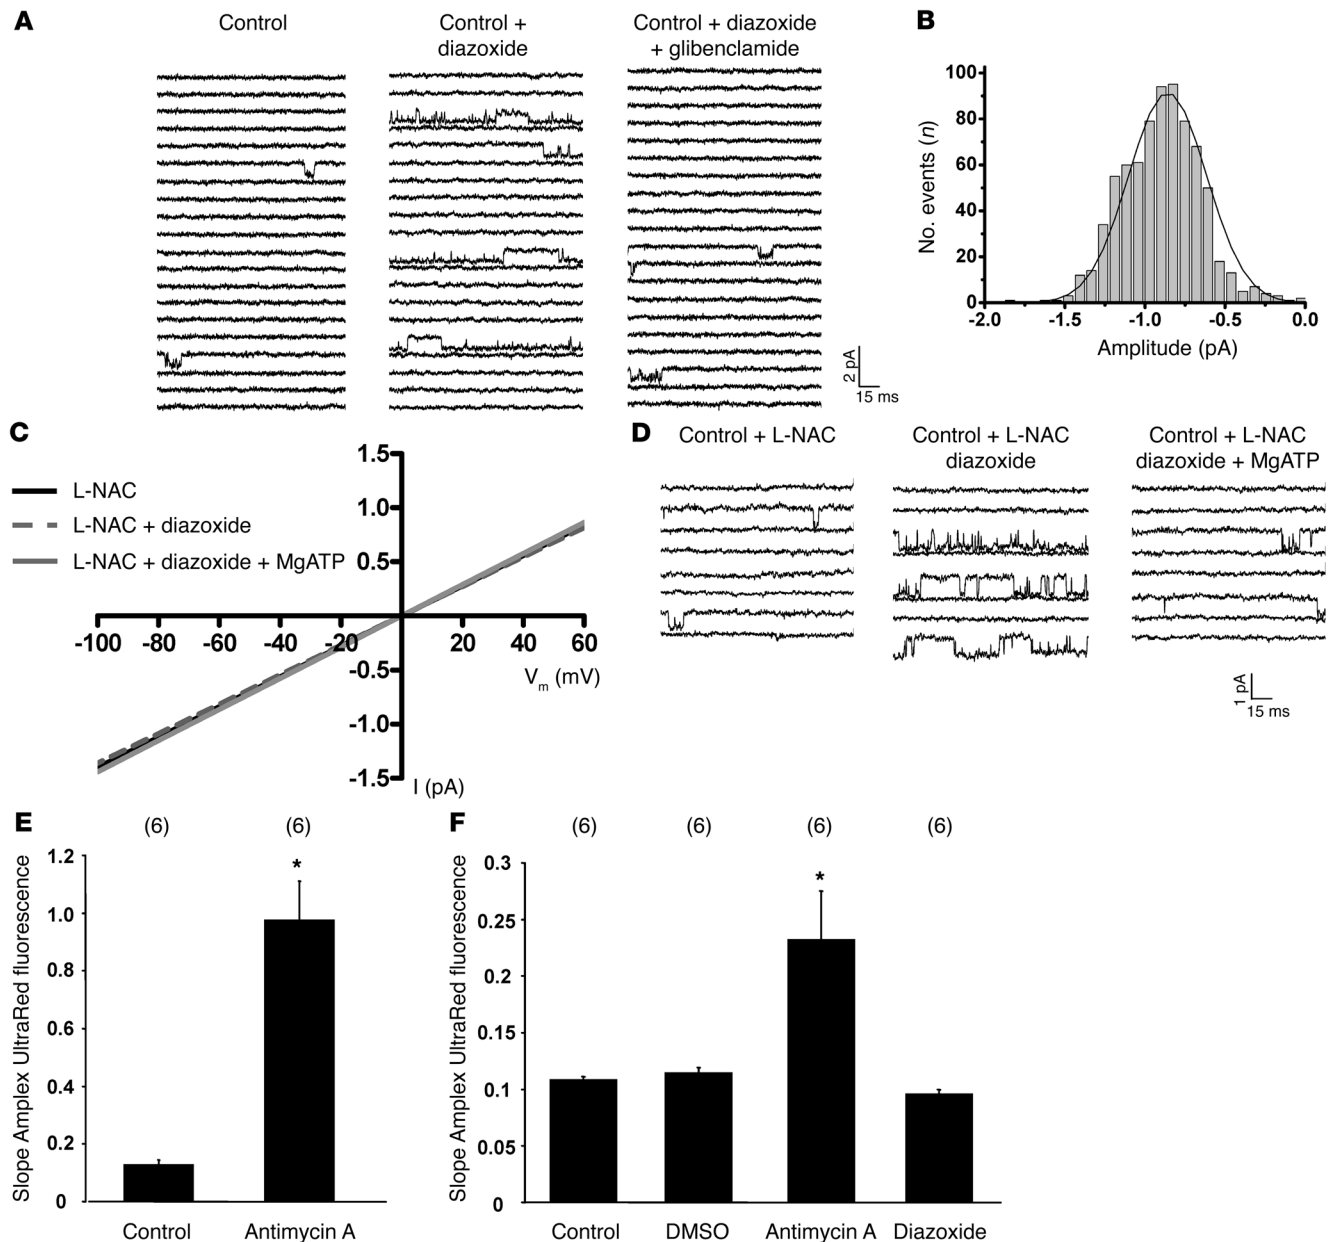 A
Control
Control +
diazoxide
Control + diazoxide
+ glibenclamide
2 pA
15 ms
B
No. events (n)
100
80
60
40
20
0
-2.0
-1.5
-1.0
-0.5
0.0
Amplitude (pA)
C
L-NAC
L-NAC + diazoxide
L-NAC + diazoxide + MgATP
1.5
1.0
0.5
-100
-80
-60
-40
-20
20
40
60
Vm (mV)
-0.5
-1.0
-1.5
I (pA)
D
Control + L-NAC
Control + L-NAC
diazoxide
Control + L-NAC
diazoxide + MgATP
1 pA
15 ms
E
(6)
(6)
Slope Amplex UltraRed fluorescence
1.2
1.0
0.8
0.6
0.4
0.2
0
*
Control
Antimycin A
F
(6)
(6)
(6)
(6)
Slope Amplex UltraRed fluorescence
0.3
0.25
0.2
0.15
0.1
0.05
0
*
Control
DMSO
Antimycin A
Diazoxide